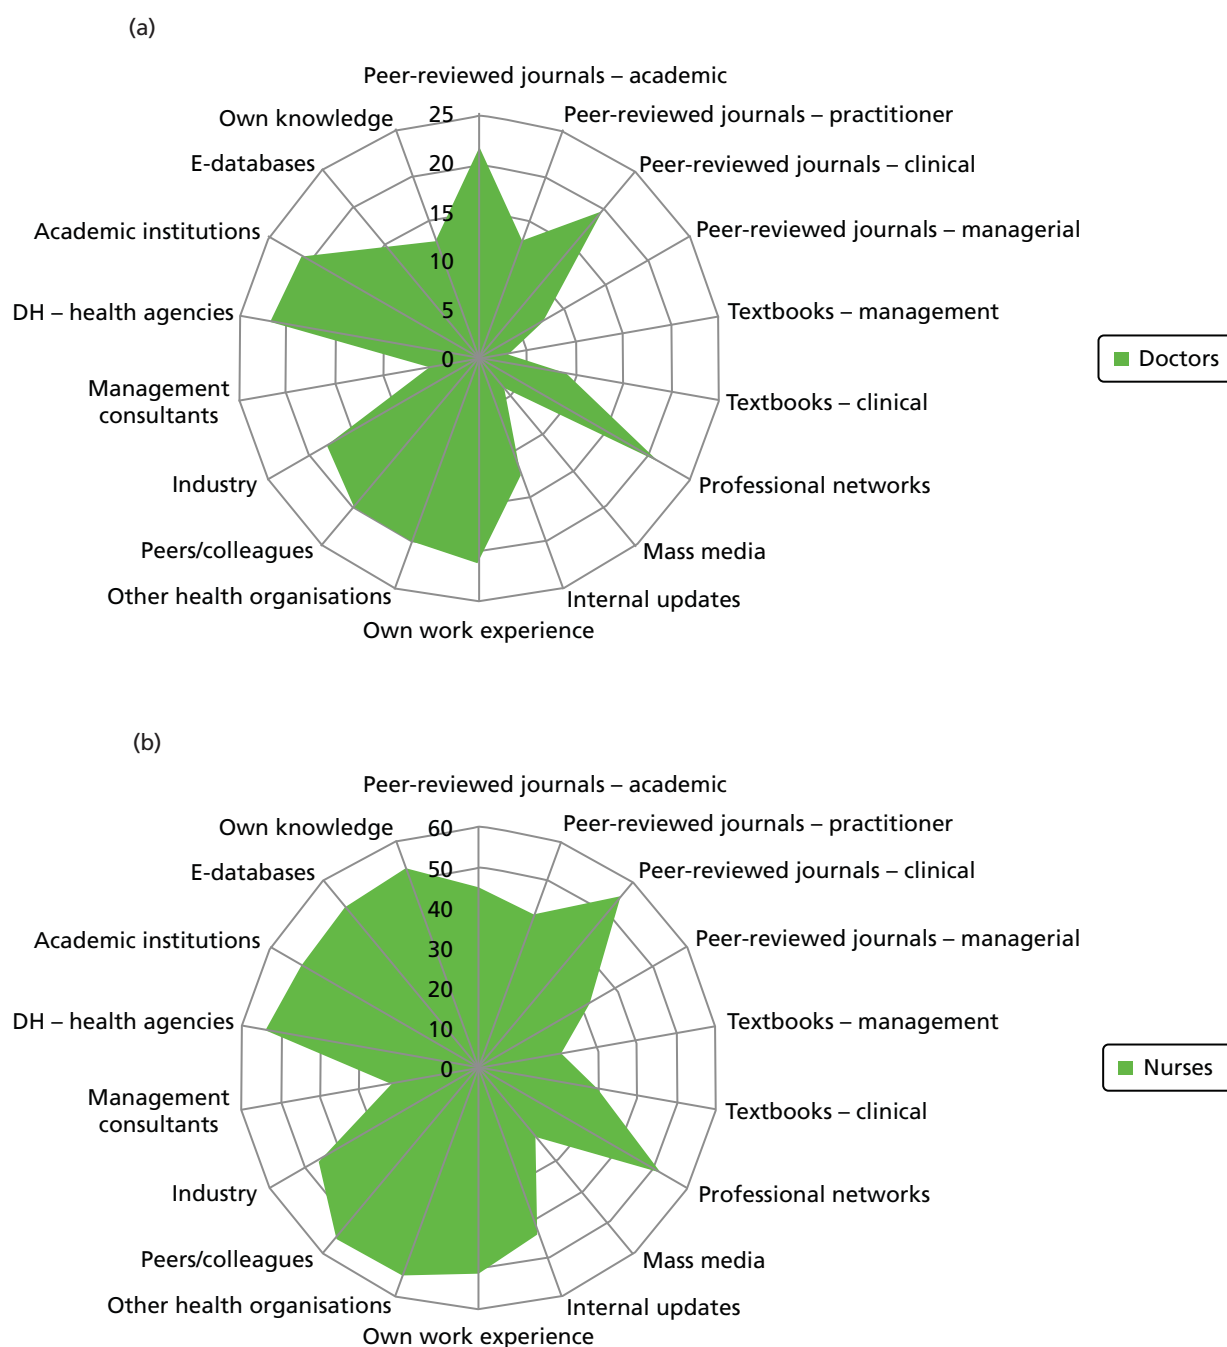 (a)
Peer-reviewed journals – academic
Peer-reviewed journals – practitioner
Peer-reviewed journals – clinical
Peer-reviewed journals – managerial
Textbooks – management
Textbooks – clinical
Professional networks
Mass media
Internal updates
Own work experience
Other health organisations
Peers/colleagues
Industry
Management
consultants
DH – health agencies
Academic institutions
E-databases
Own knowledge
25
20
15
10
5
0
Doctors
(b)
Peer-reviewed journals – academic
Peer-reviewed journals – practitioner
Peer-reviewed journals – clinical
Peer-reviewed journals – managerial
Textbooks – management
Textbooks – clinical
Professional networks
Mass media
Internal updates
Own work experience
Other health organisations
Peers/colleagues
Industry
Management
consultants
DH – health agencies
Academic institutions
E-databases
Own knowledge
60
50
40
30
20
10
0
Nurses